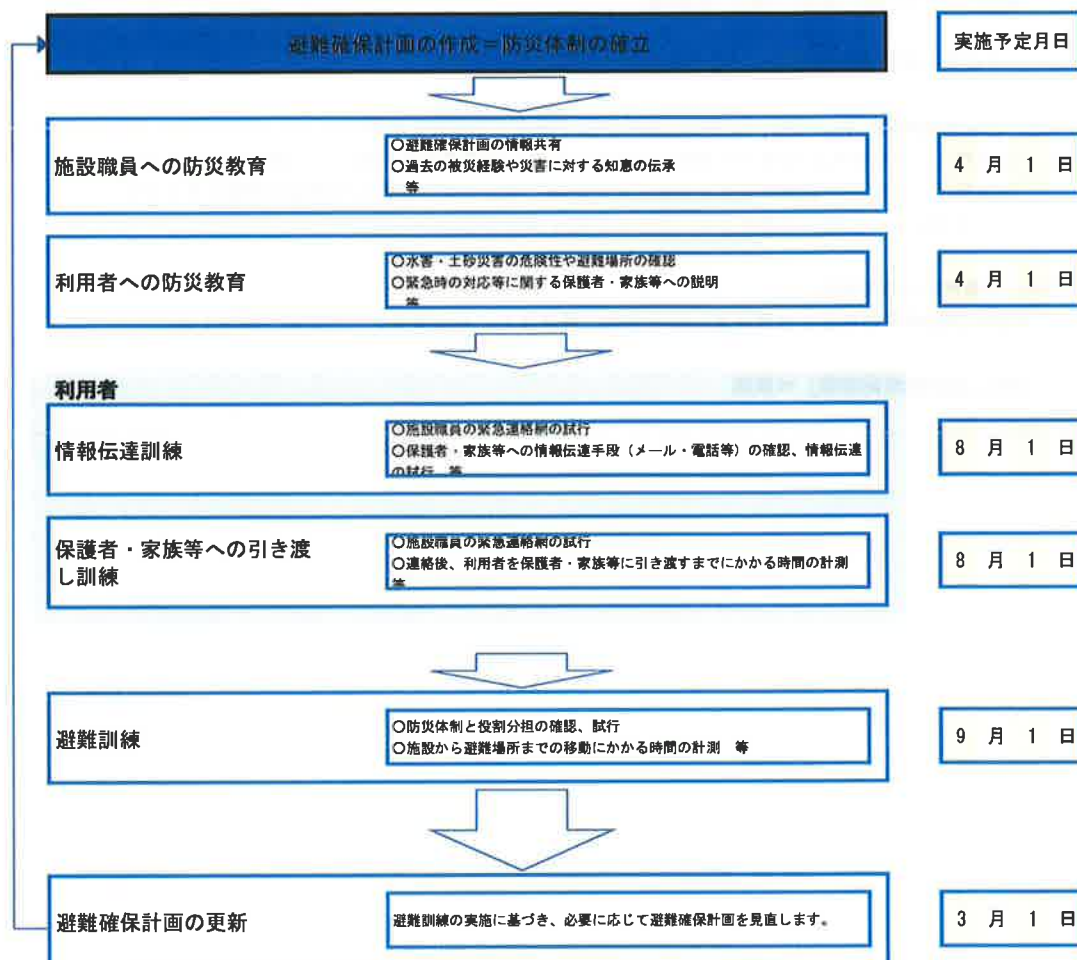 避難確保計画の作成=防災体制の確立
実施予定月日
施設職員への防災教育
○避難確保計画の情報共有
○過去の被災経験や災害に対する知恵の伝承
等
4 月 1 日
利用者への防災教育
○水害・土砂災害の危険性や避難場所の確認
○緊急時の対応等に関する保護者・家族等への説明
等
4 月 1 日
利用者
情報伝達訓練
○施設職員の緊急連絡網の試行
○保護者・家族等への情報伝達手段(メール・電話等)の確認、情報伝達
の試行 等
8 月 1 日
保護者・家族等への引き渡
し訓練
○施設職員の緊急連絡網の試行
○連絡後、利用者を保護者・家族等に引き渡すまでにかかる時間の計測
等
8 月 1 日
避難訓練
○防災体制と役割分担の確認、試行
○施設から避難場所までの移動にかかる時間の計測 等
9 月 1 日
避難確保計画の更新
避難訓練の実施に基づき、必要に応じて避難確保計画を見直します。
3 月 1 日